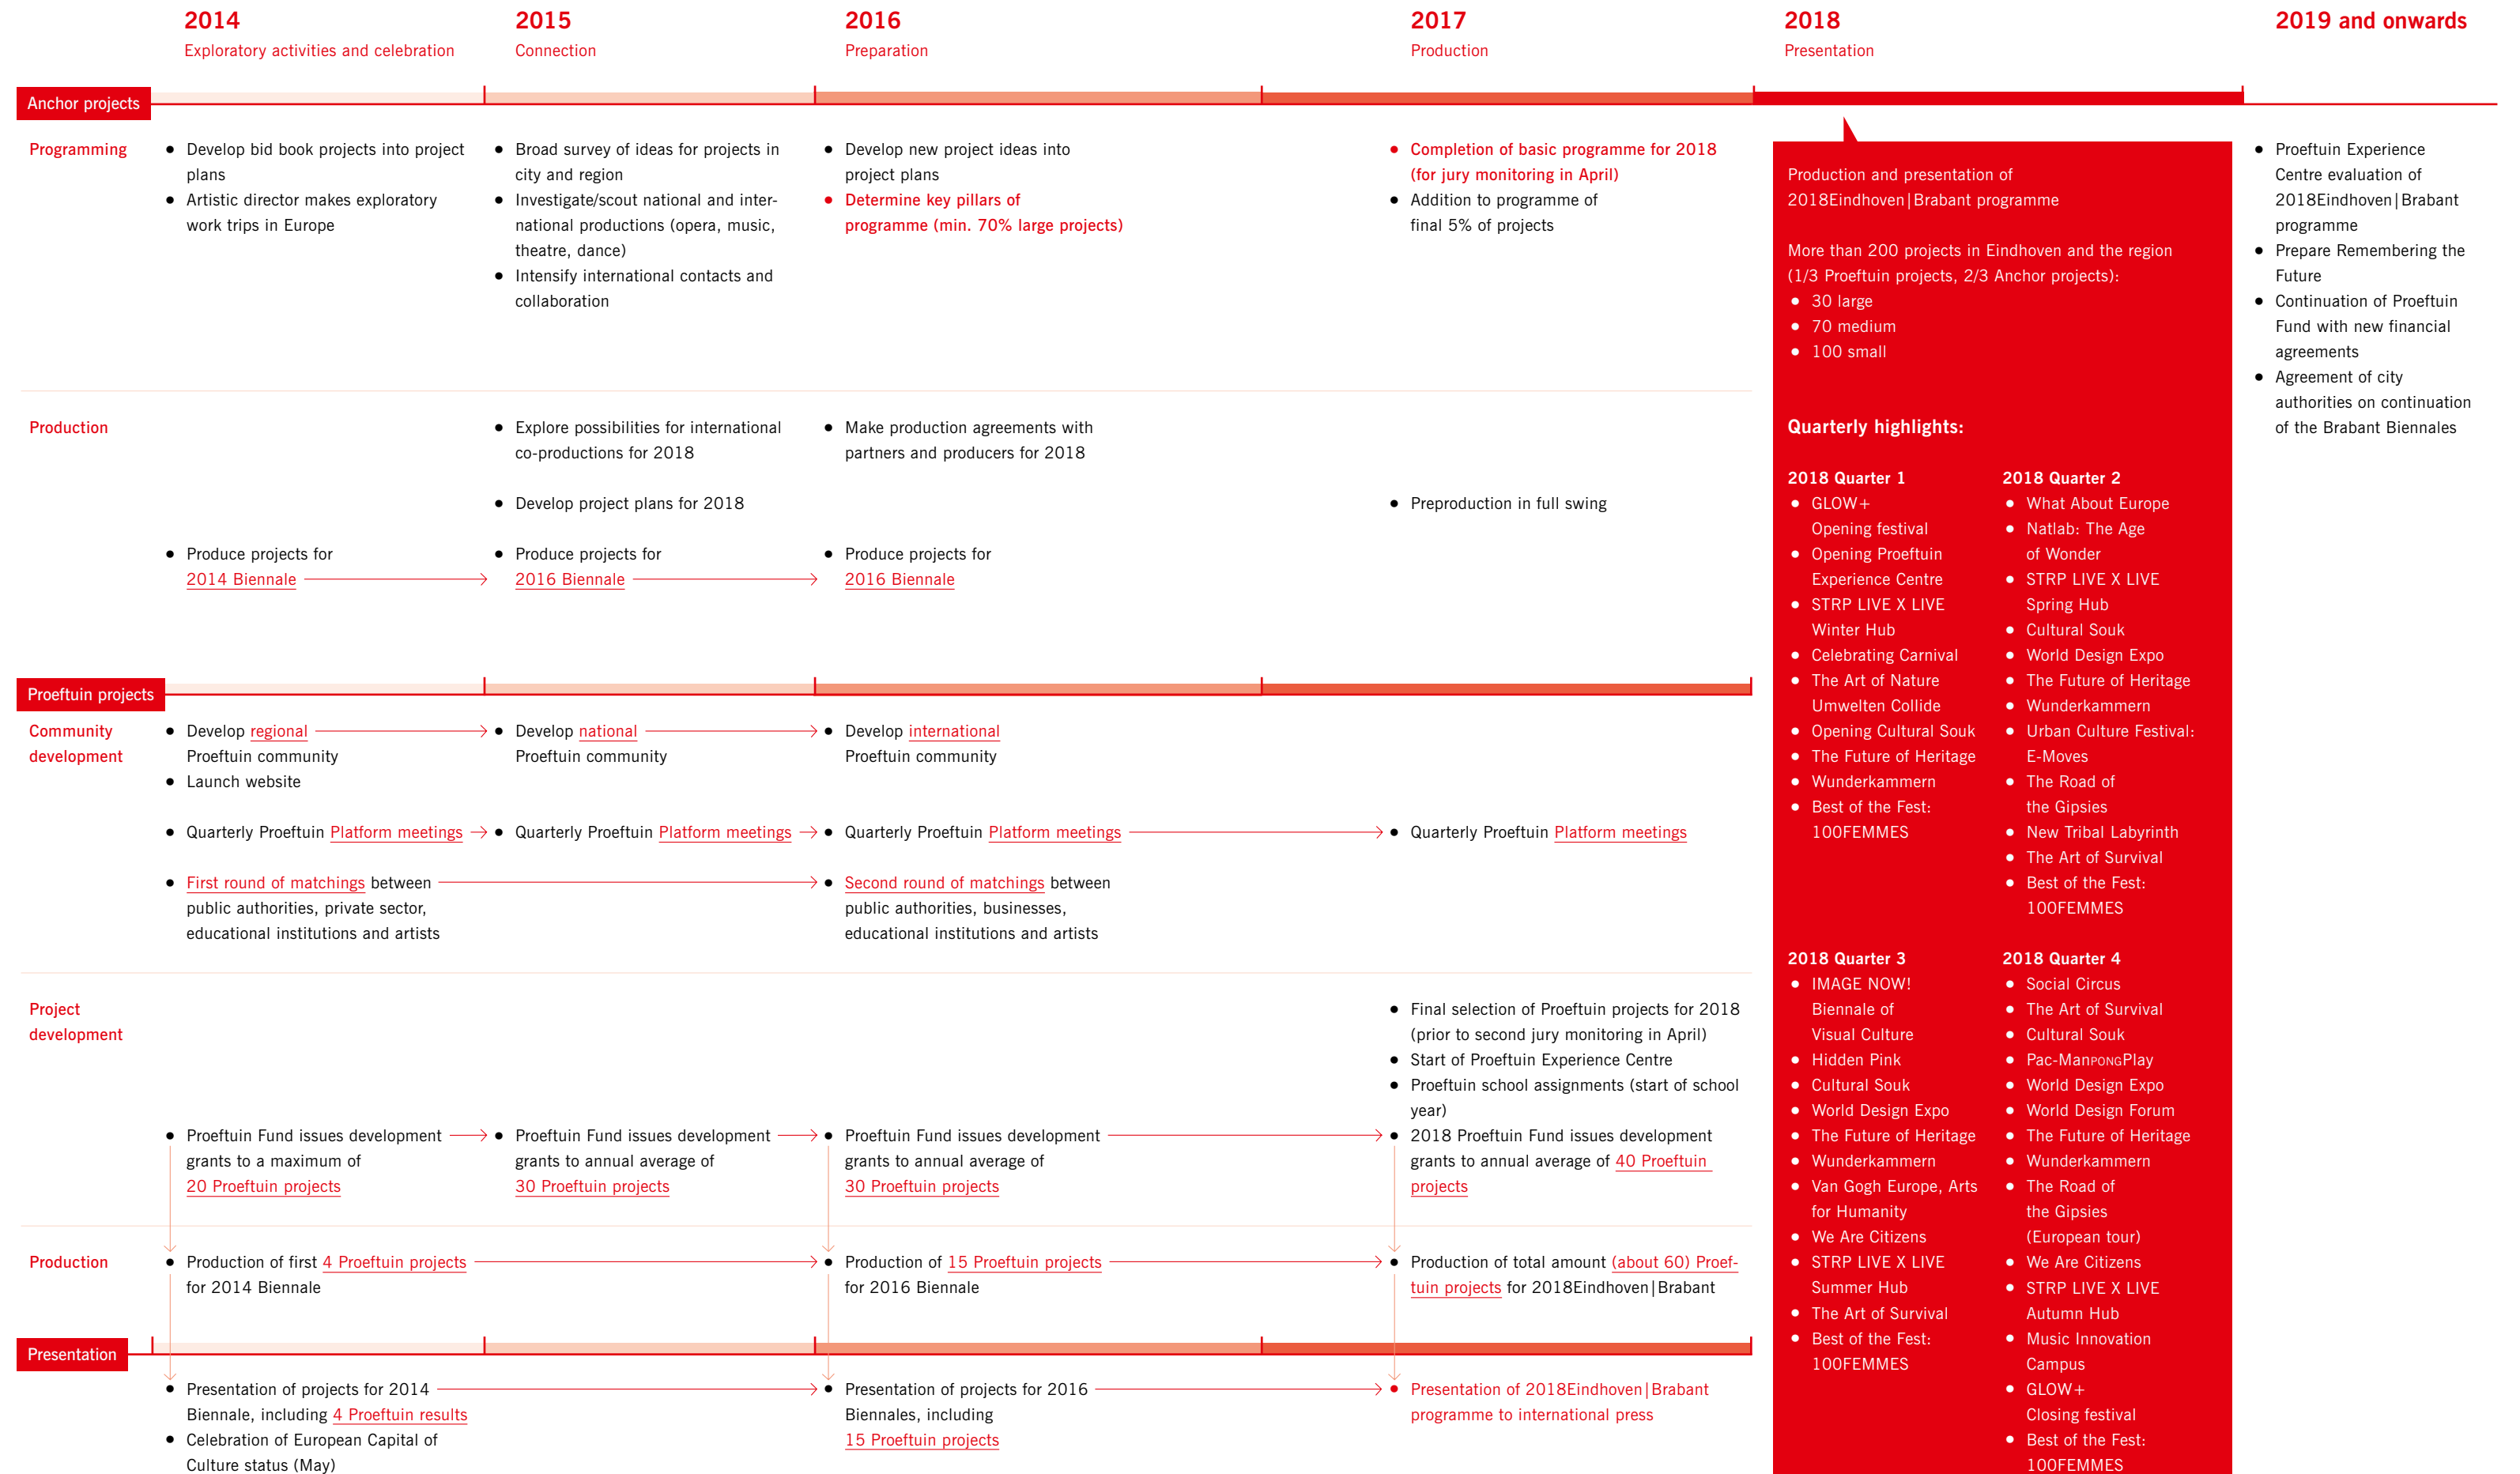 2014
Exploratory activities and celebration
2015
Connection
2016
Preparation
2017
Production
2018
Presentation
2019 and onwards
Anchor projects
Programming
• Develop bid book projects into project
plans
• Artistic director makes exploratory
work trips in Europe
• Broad survey of ideas for projects in
city and region
• Investigate/scout national and inter-
national productions (opera, music,
theatre, dance)
• Intensify international contacts and
collaboration
• Develop new project ideas into
project plans
• Determine key pillars of
programme (min. 70% large projects)
• Completion of basic programme for 2018
(for jury monitoring in April)
• Addition to programme of
final 5% of projects
Production
• Produce projects for
2014 Biennale
• Explore possibilities for international
co-productions for 2018
• Develop project plans for 2018
• Produce projects for
2016 Biennale
• Make production agreements with
partners and producers for 2018
• Produce projects for
2016 Biennale
• Preproduction in full swing
Proeftuin projects
Community
development
• Develop regional
Proeftuin community
• Launch website
• Develop national
Proeftuin community
• Develop international
Proeftuin community
• Quarterly Proeftuin Platform meetings
• Quarterly Proeftuin Platform meetings
• Quarterly Proeftuin Platform meetings
• Quarterly Proeftuin Platform meetings
• First round of matchings between
public authorities, private sector,
educational institutions and artists
• Second round of matchings between
public authorities, businesses,
educational institutions and artists
Project
development
• Final selection of Proeftuin projects for 2018
(prior to second jury monitoring in April)
• Start of Proeftuin Experience Centre
• Proeftuin school assignments (start of school
year)
• Proeftuin Fund issues development
grants to a maximum of
20 Proeftuin projects
• Proeftuin Fund issues development
grants to annual average of
30 Proeftuin projects
• Proeftuin Fund issues development
grants to annual average of
30 Proeftuin projects
• 2018 Proeftuin Fund issues development
grants to annual average of 40 Proeftuin
projects
Production
• Production of first 4 Proeftuin projects
for 2014 Biennale
• Production of 15 Proeftuin projects
for 2016 Biennale
• Production of total amount (about 60) Proef-
tuin projects for 2018Eindhoven|Brabant
Presentation
• Presentation of projects for 2014
Biennale, including 4 Proeftuin results
• Celebration of European Capital of
Culture status (May)
• Presentation of projects for 2016
Biennales, including
15 Proeftuin projects
• Presentation of 2018Eindhoven|Brabant
programme to international press
Production and presentation of
2018Eindhoven|Brabant programme
More than 200 projects in Eindhoven and the region
(1/3 Proeftuin projects, 2/3 Anchor projects):
• 30 large
• 70 medium
• 100 small
Quarterly highlights:
2018 Quarter 1
• GLOW+
Opening festival
• Opening Proeftuin
Experience Centre
• STRP LIVE X LIVE
Winter Hub
• Celebrating Carnival
• The Art of Nature
Umwelten Collide
• Opening Cultural Souk
• The Future of Heritage
• Wunderkammern
• Best of the Fest:
100FEMMES
2018 Quarter 2
• What About Europe
• Natlab: The Age
of Wonder
• STRP LIVE X LIVE
Spring Hub
• Cultural Souk
• World Design Expo
• The Future of Heritage
• Wunderkammern
• Urban Culture Festival:
E-Moves
• The Road of
the Gipsies
• New Tribal Labyrinth
• The Art of Survival
• Best of the Fest:
100FEMMES
2018 Quarter 3
• IMAGE NOW!
Biennale of
Visual Culture
• Hidden Pink
• Cultural Souk
• World Design Expo
• The Future of Heritage
• Wunderkammern
• Van Gogh Europe, Arts
for Humanity
• We Are Citizens
• STRP LIVE X LIVE
Summer Hub
• The Art of Survival
• Best of the Fest:
100FEMMES
2018 Quarter 4
• Social Circus
• The Art of Survival
• Cultural Souk
• Pac-ManPONGPlay
• World Design Expo
• World Design Forum
• The Future of Heritage
• Wunderkammern
• The Road of
the Gipsies
(European tour)
• We Are Citizens
• STRP LIVE X LIVE
Autumn Hub
• Music Innovation
Campus
• GLOW+
Closing festival
• Best of the Fest:
100FEMMES
• Proeftuin Experience
Centre evaluation of
2018Eindhoven|Brabant
programme
• Prepare Remembering the
Future
• Continuation of Proeftuin
Fund with new financial
agreements
• Agreement of city
authorities on continuation
of the Brabant Biennales